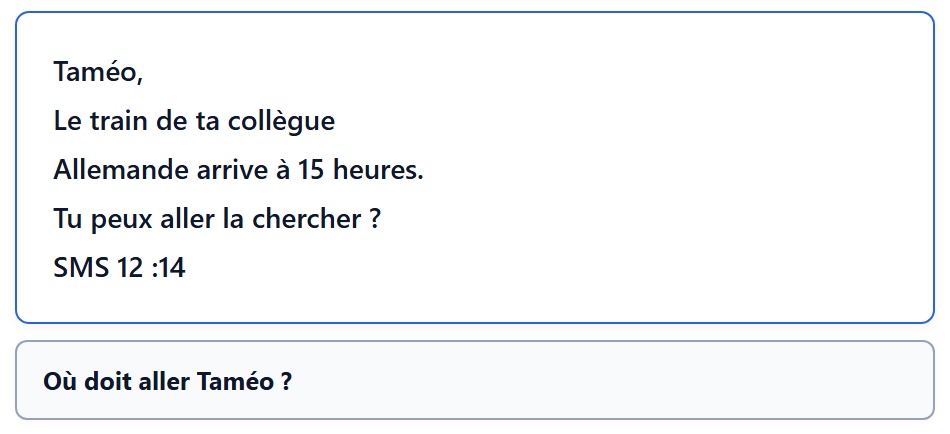 Taméo,
Le train de ta collègue
Allemande arrive à 15 heures.
Tu peux aller la chercher ?
SMS 12 :14
Où doit aller Taméo ?